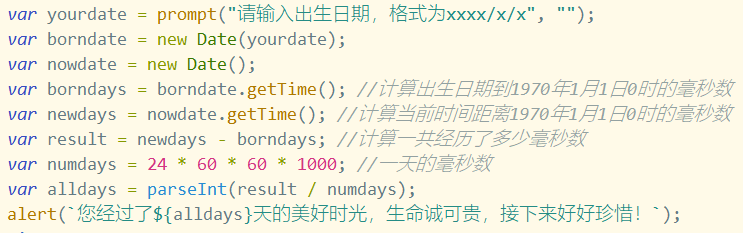 var yourdate = prompt("请输入出生日期，格式为xxxx/x/x", "");
var borndate = new Date(yourdate);
var nowdate = new Date();
var borndays = borndate.getTime(); //计算出生日期到1970年1月1日0时的毫秒数
var newdays = nowdate.getTime(); //计算当前时间距离1970年1月1日0时的毫秒数
var result = newdays - borndays; //计算一共经历了多少毫秒数
var numdays = 24 * 60 * 60 * 1000; //一天的毫秒数
var alldays = parseInt(result / numdays);
alert(`您经过了${alldays}天的美好时光，生命诚可贵，接下来好好珍惜！`);